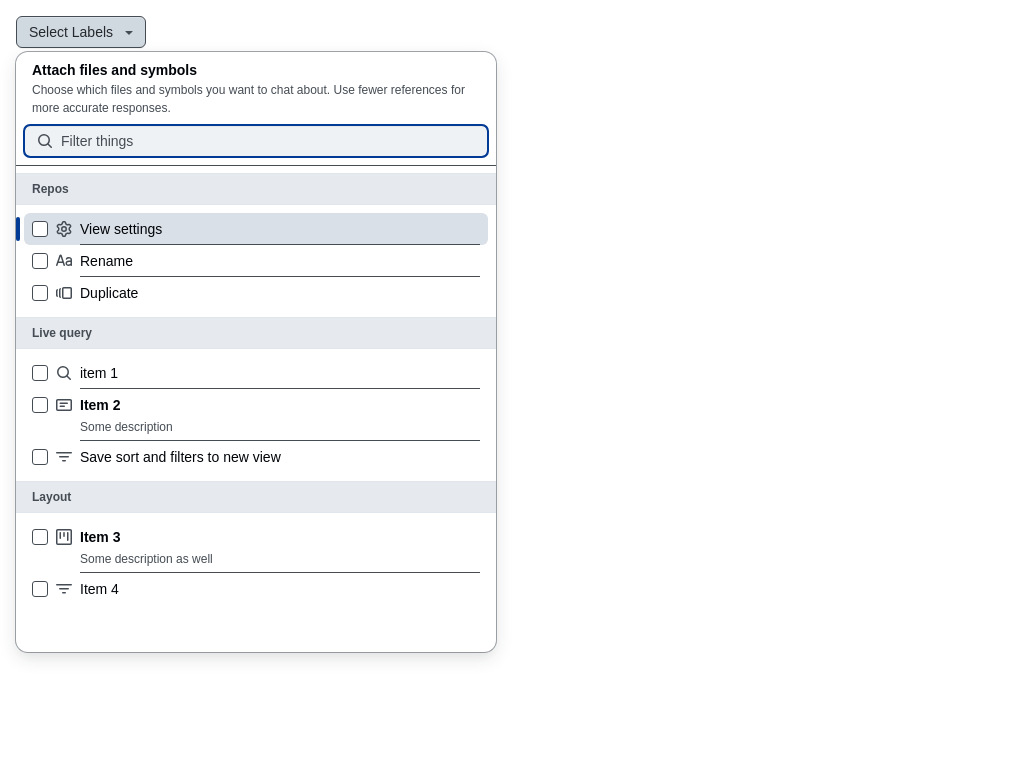 Select Labels
Attach files and symbols
Choose which files and symbols you want to chat about. Use fewer references for
more accurate responses.
Filter things
Repos
View settings
Rename
Duplicate
Live query
item 1
Item 2
Some description
Save sort and filters to new view
Layout
Item 3
Some description as well
Item 4